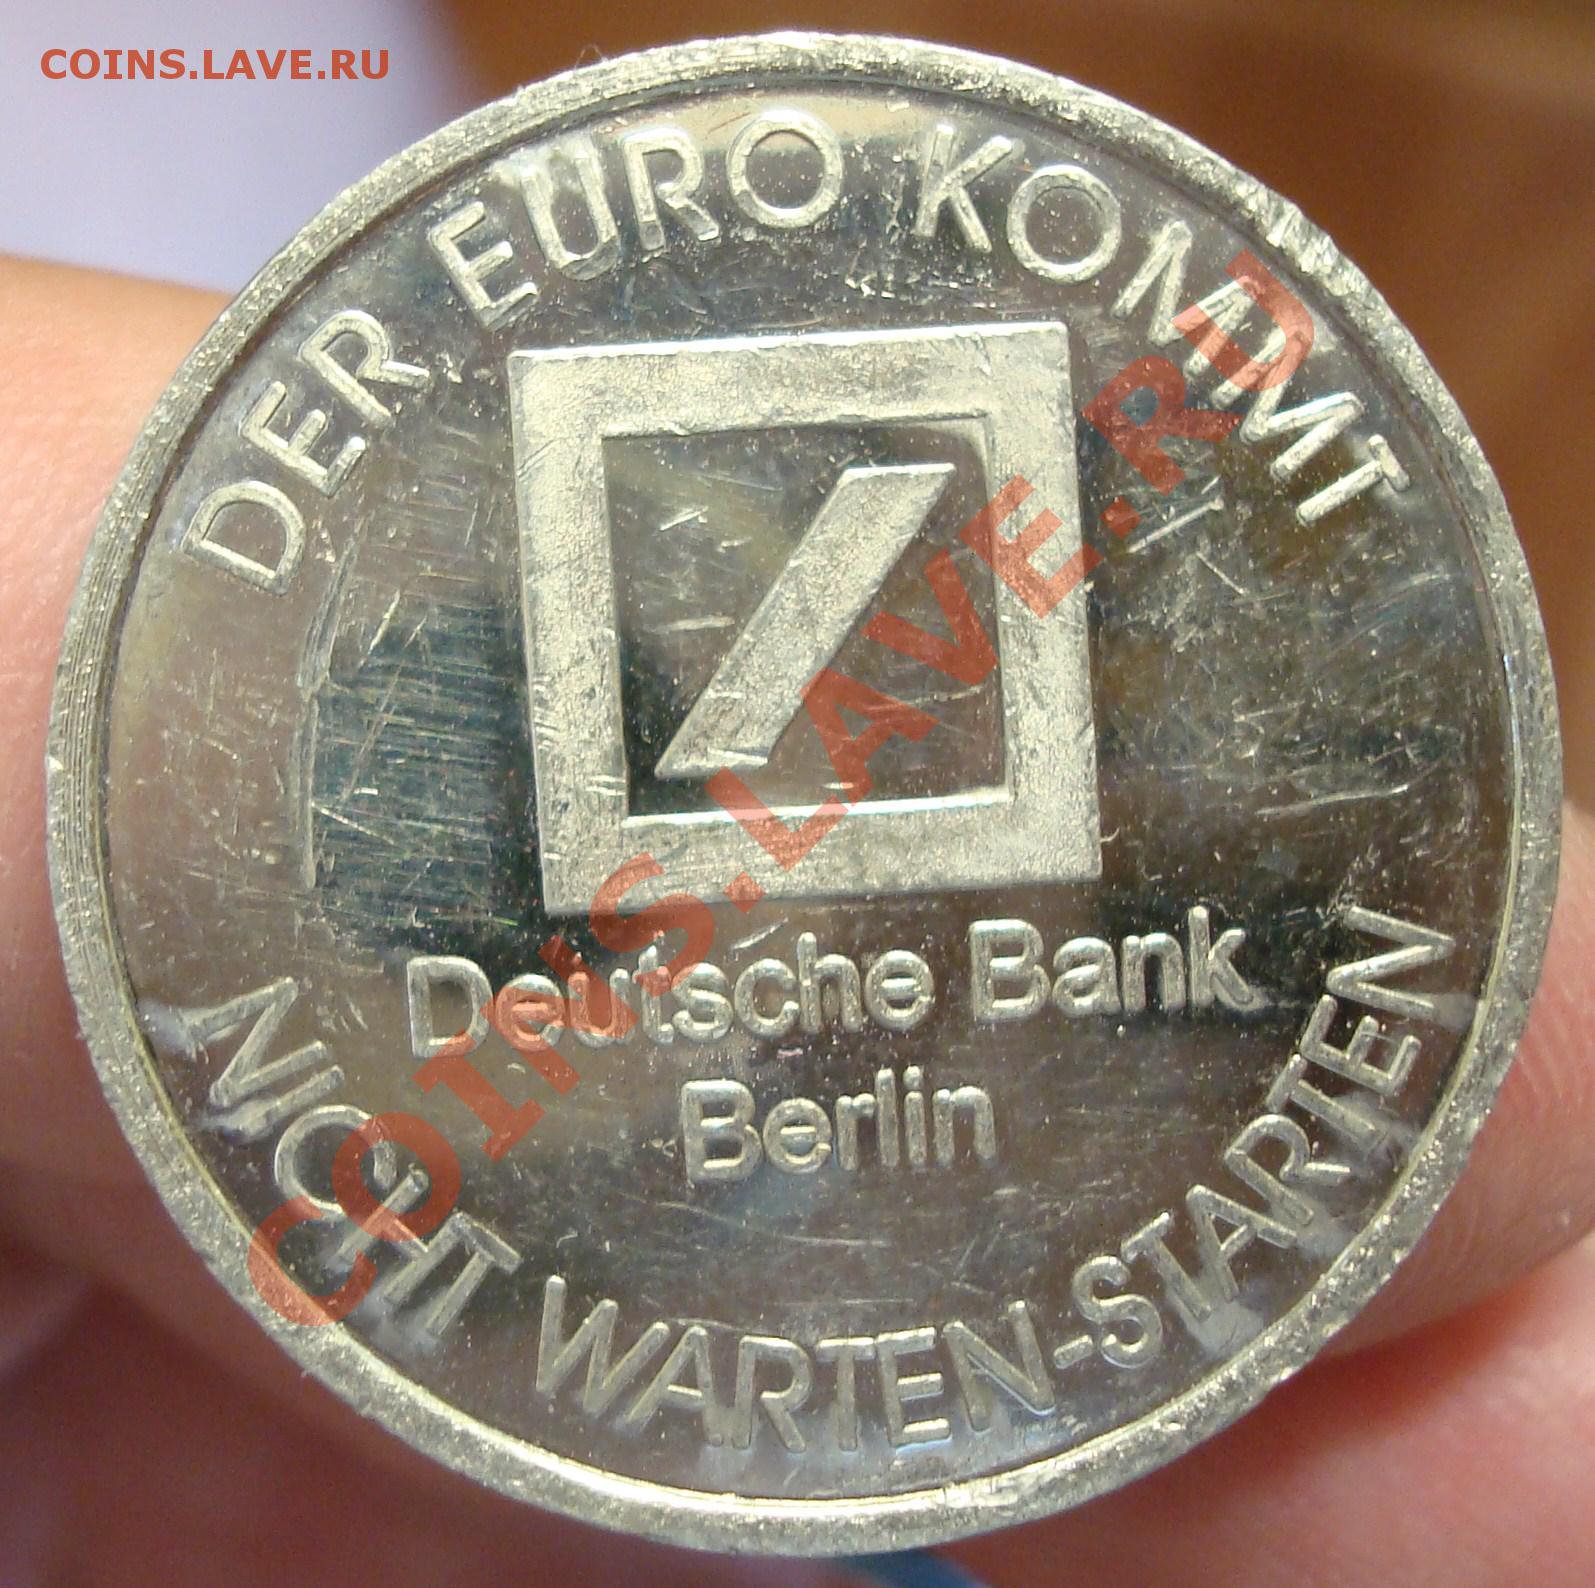 COINS.LAVE.RU
DER EURO KOMMT
Deutsche Bank
Berlin
NICHT WARTEN-STARTEN
COINS.LAVE.RU